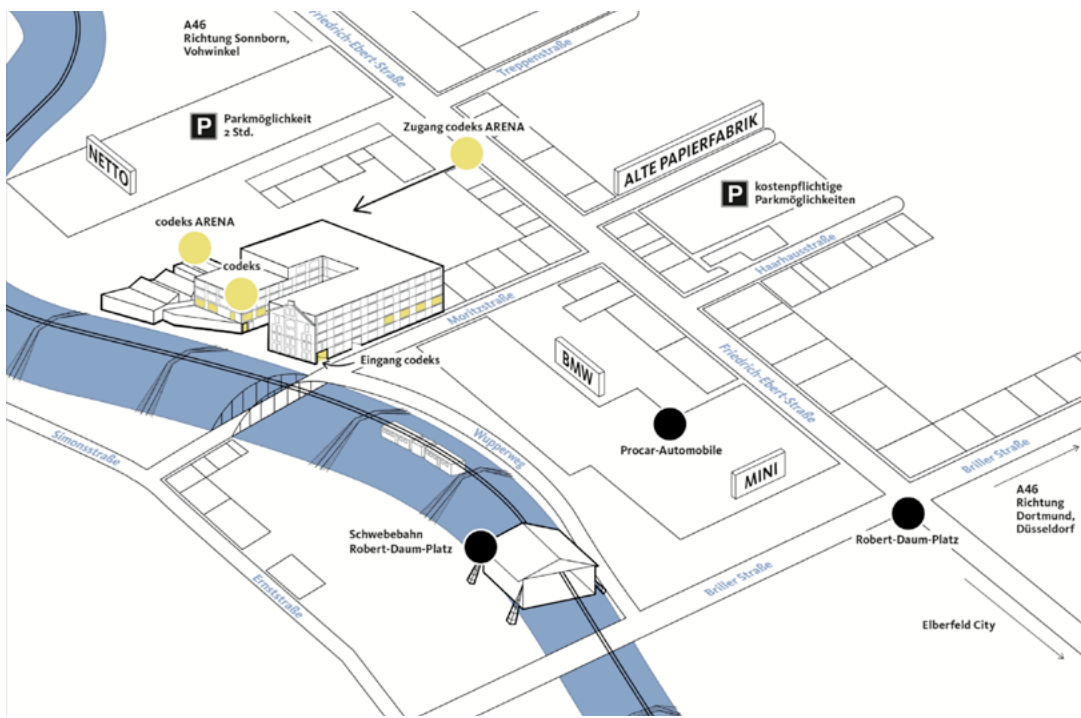 A46
Richtung Sonnborn,
Vohwinkel
Friedrich-Ebert-Straße
Treppenstraße
P
Parkmöglichkeit
2 Std.
Zugang codeks ARENA
ALTE PAPIERFABRIK
NETTO
P
kostenpflichtige
Parkmöglichkeiten
codeks ARENA
codeks
Haarhausstraße
Moritzstraße
Eingang codeks
BMW
Friedrich-Ebert-Straße
Simonsstraße
Wupperweg
Procar-Automobile
MINI
Briller Straße
A46
Richtung
Dortmund,
Düsseldorf
Schwebebahn
Robert-Daum-Platz
Robert-Daum-Platz
Briller Straße
Ernststraße
Elberfeld City